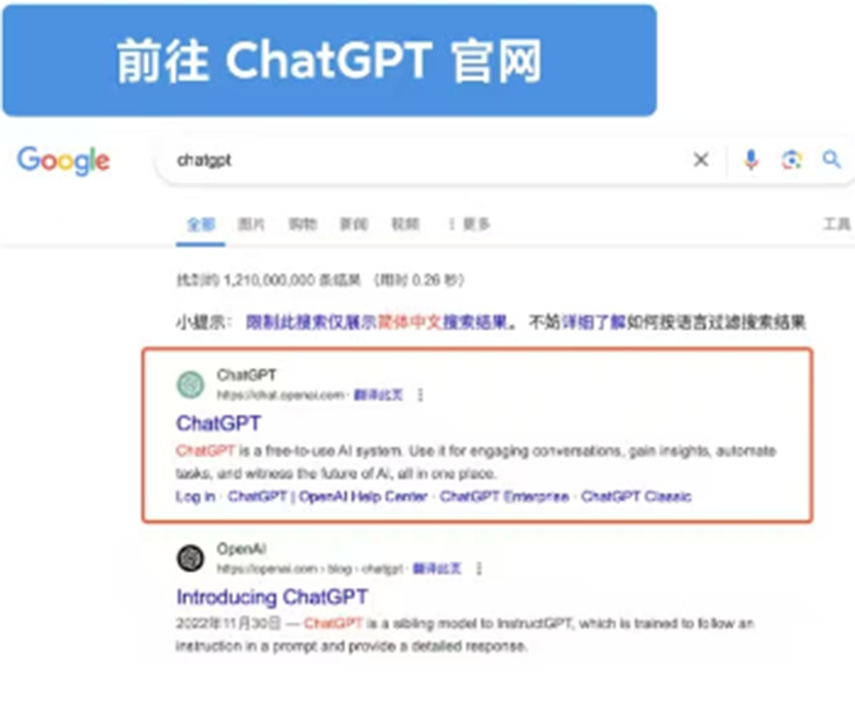 前往 ChatGPT 官网
Google
chatgpt
全部 图片 购物 新闻 视频 ⋮ 更多 工具
找到约 1,210,000,000 条结果 （用时 0.26 秒）
小提示： 限制此搜索仅展示简体中文搜索结果。 不妨详细了解如何按语言过滤搜索结果
ChatGPT
https://chat.openai.com · 翻译此页
ChatGPT
ChatGPT is a free-to-use AI system. Use it for engaging conversations, gain insights, automate
tasks, and witness the future of AI, all in one place.
Log in · ChatGPT | OpenAI Help Center · ChatGPT Enterprise · ChatGPT Classic
OpenAI
https://openai.com › blog › chatgpt · 翻译此页
Introducing ChatGPT
2022年11月30日 — ChatGPT is a sibling model to InstructGPT, which is trained to follow an
instruction in a prompt and provide a detailed response.